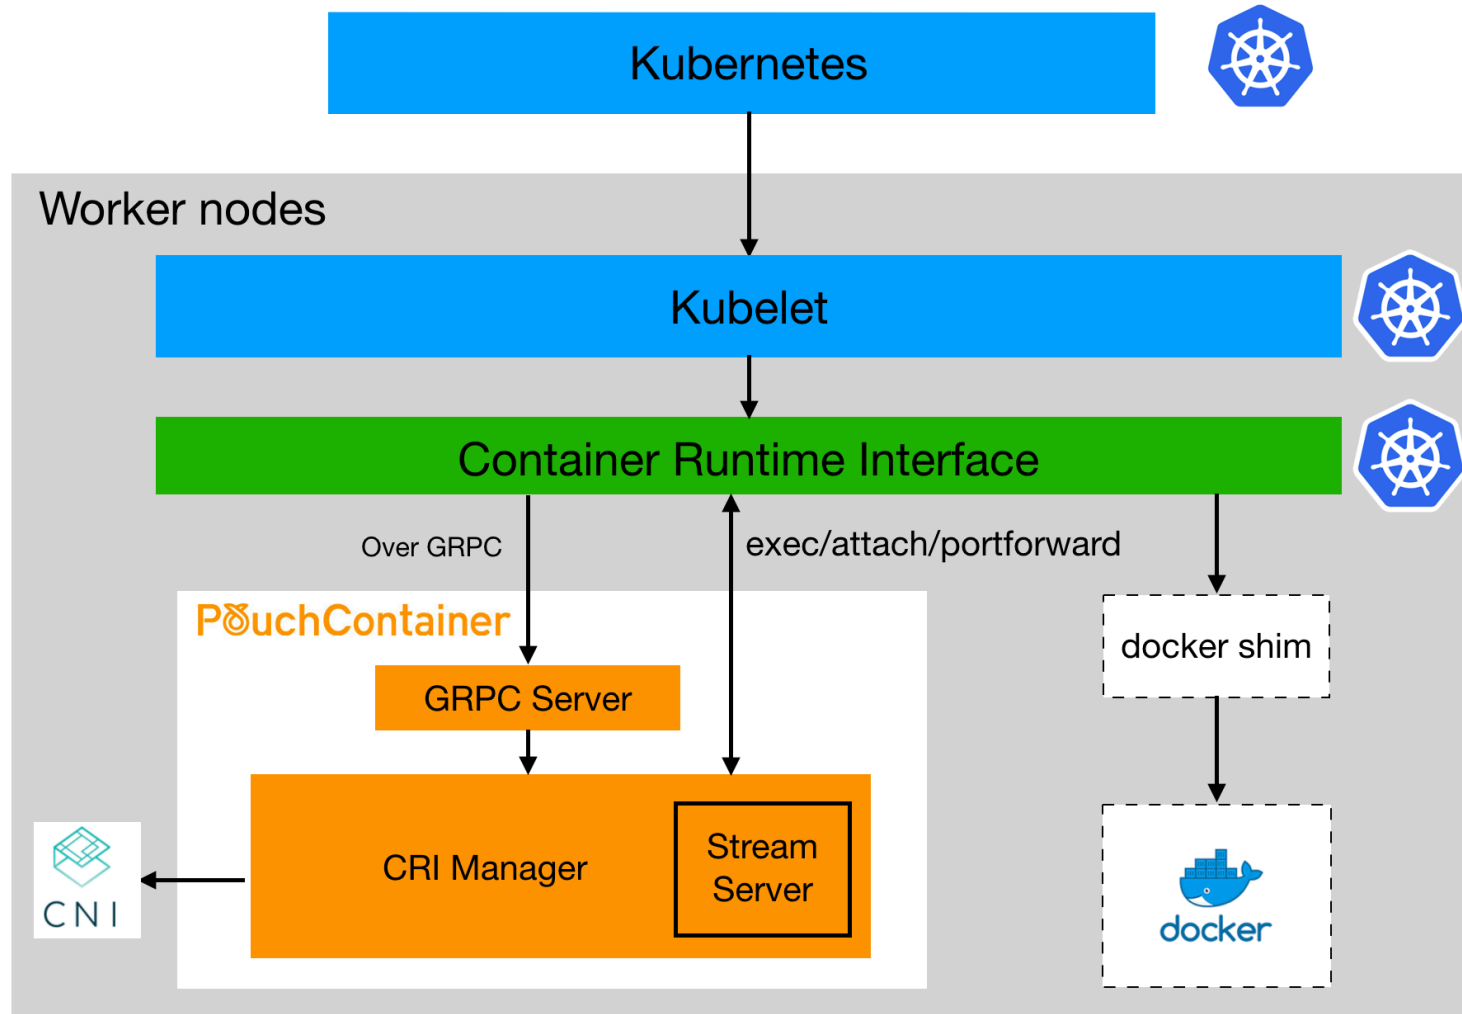 Kubernetes
Worker nodes
Kubelet
Container Runtime Interface
Over GRPC
exec/attach/portforward
PouchContainer
docker shim
GRPC Server
CRI Manager
Stream
Server
CNI
docker